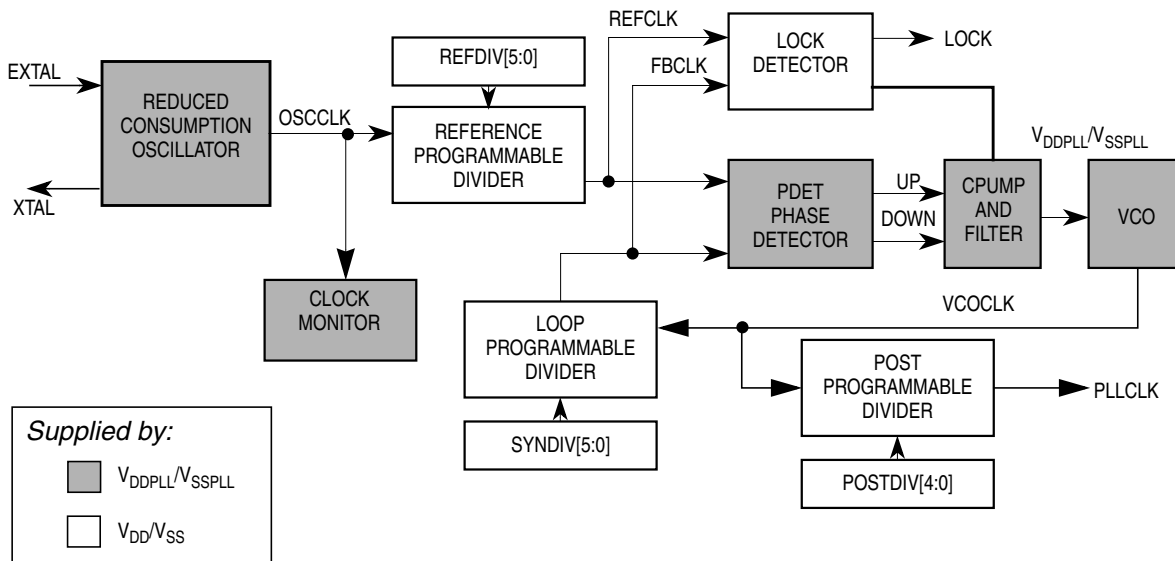 EXTAL
XTAL
REDUCED
CONSUMPTION
OSCILLATOR
OSCCLK
REFDIV[5:0]
REFERENCE
PROGRAMMABLE
DIVIDER
CLOCK
MONITOR
REFCLK
FBCLK
LOCK
DETECTOR
LOCK
PDET
PHASE
DETECTOR
UP
DOWN
CPUMP
AND
FILTER
VDDPLL/VSSPLL
VCO
VCOCLK
LOOP
PROGRAMMABLE
DIVIDER
SYNDIV[5:0]
POST
PROGRAMMABLE
DIVIDER
PLLCLK
POSTDIV[4:0]
Supplied by:
VDDPLL/VSSPLL
VDD/VSS